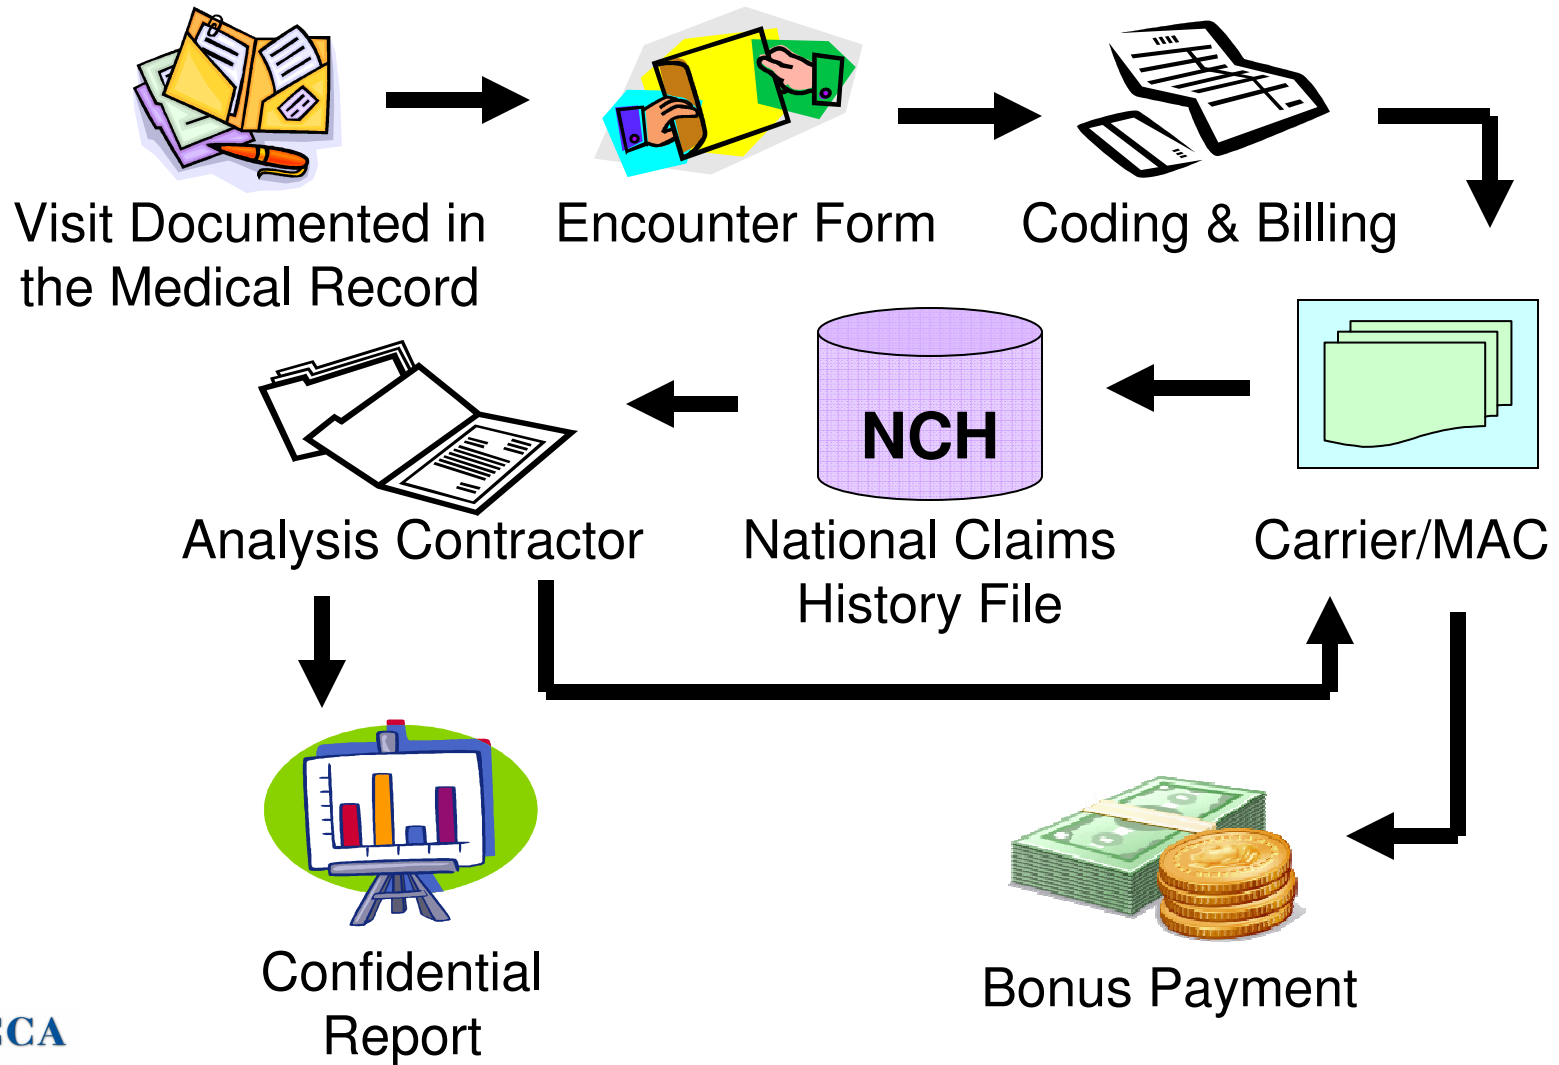 Visit Documented in
the Medical Record
Encounter Form
Coding & Billing
NCH
Analysis Contractor
National Claims
History File
Carrier/MAC
Confidential
Report
Bonus Payment
CCA